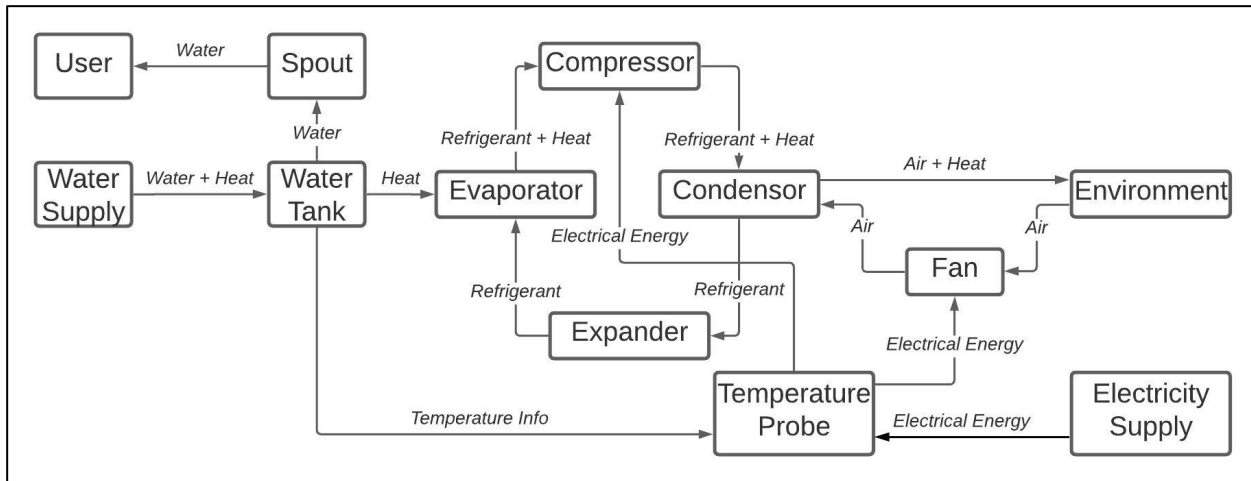 Water
User
Spout
Compressor
Water
Refrigerant + Heat
Refrigerant + Heat
Water
Supply
Water + Heat
Water
Tank
Heat
Evaporator
Condensor
Air + Heat
Environment
Electrical Energy
Air
Air
Fan
Refrigerant
Refrigerant
Expander
Electrical Energy
Temperature
Probe
Electricity
Supply
Temperature Info
Electrical Energy